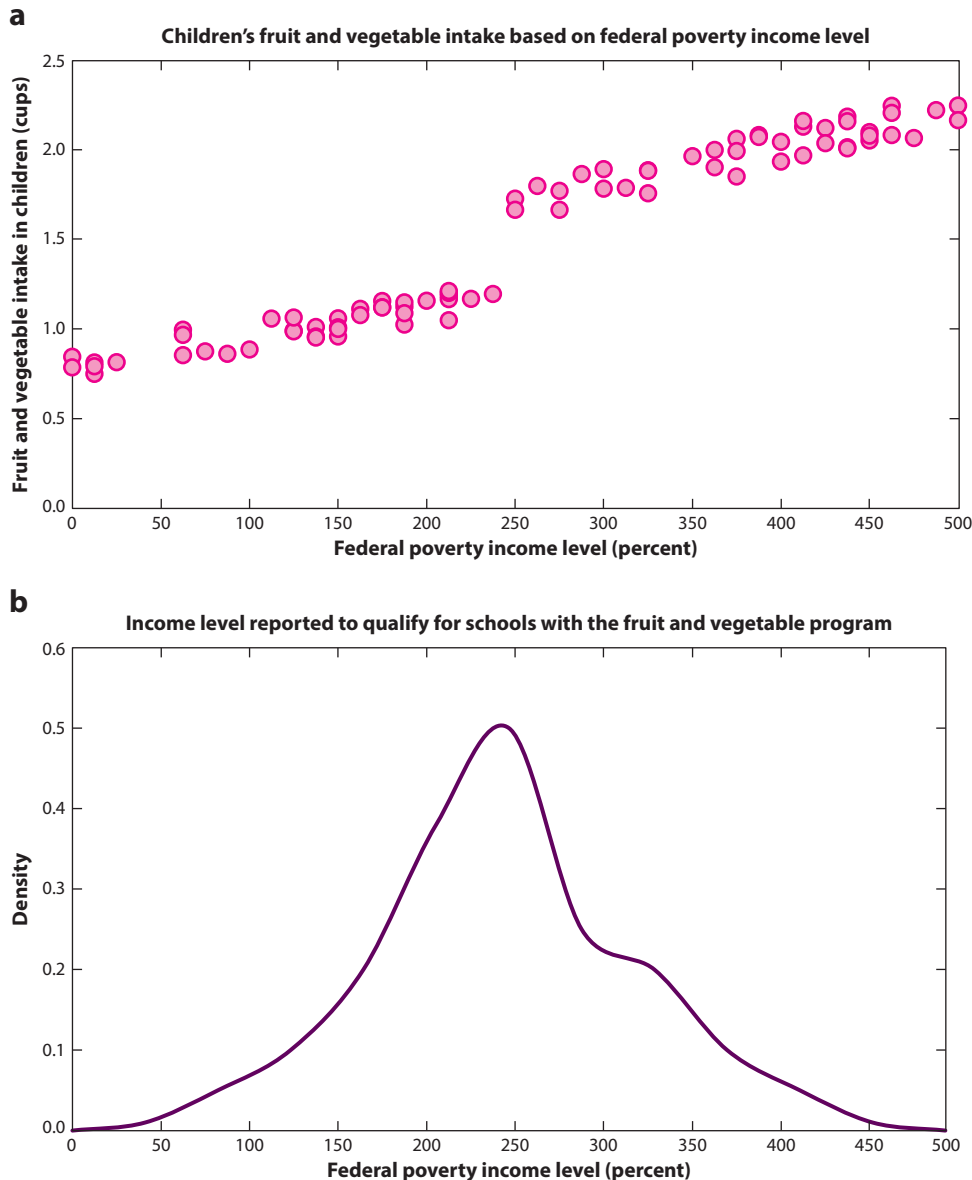 a
Children's fruit and vegetable intake based on federal poverty income level
Fruit and vegetable intake in children (cups)
2.5
2.0
1.5
1.0
0.5
0.0
0 50 100 150 200 250 300 350 400 450 500
Federal poverty income level (percent)
b
Income level reported to qualify for schools with the fruit and vegetable program
Density
0.6
0.5
0.4
0.3
0.2
0.1
0.0
0 50 100 150 200 250 300 350 400 450 500
Federal poverty income level (percent)